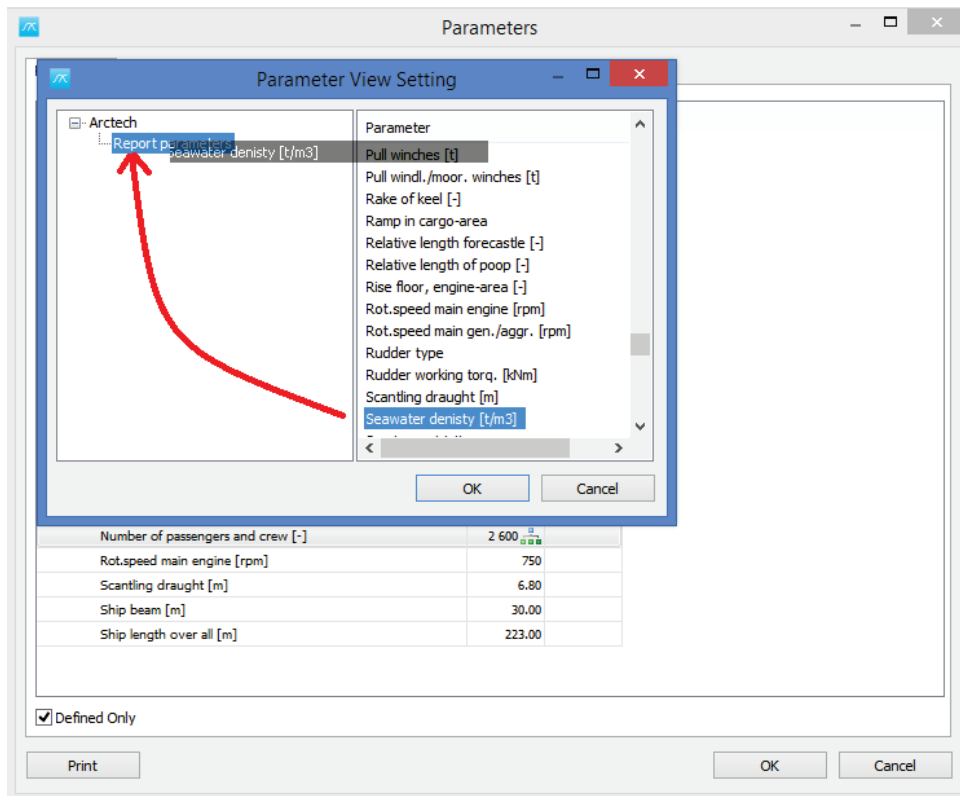 Parameters
Parameter View Setting
Arctech
Report parameters
Seawater denisty [t/m3]
Parameter
Pull winches [t]
Pull windl./moor. winches [t]
Rake of keel [-]
Ramp in cargo-area
Relative length forecastle [-]
Relative length of poop [-]
Rise floor, engine-area [-]
Rot.speed main engine [rpm]
Rot.speed main gen./aggr. [rpm]
Rudder type
Rudder working torq. [kNm]
Scantling draught [m]
Seawater denisty [t/m3]
OK Cancel
Number of passengers and crew [-] 2 600
Rot.speed main engine [rpm] 750
Scantling draught [m] 6.80
Ship beam [m] 30.00
Ship length over all [m] 223.00
Defined Only
Print OK Cancel